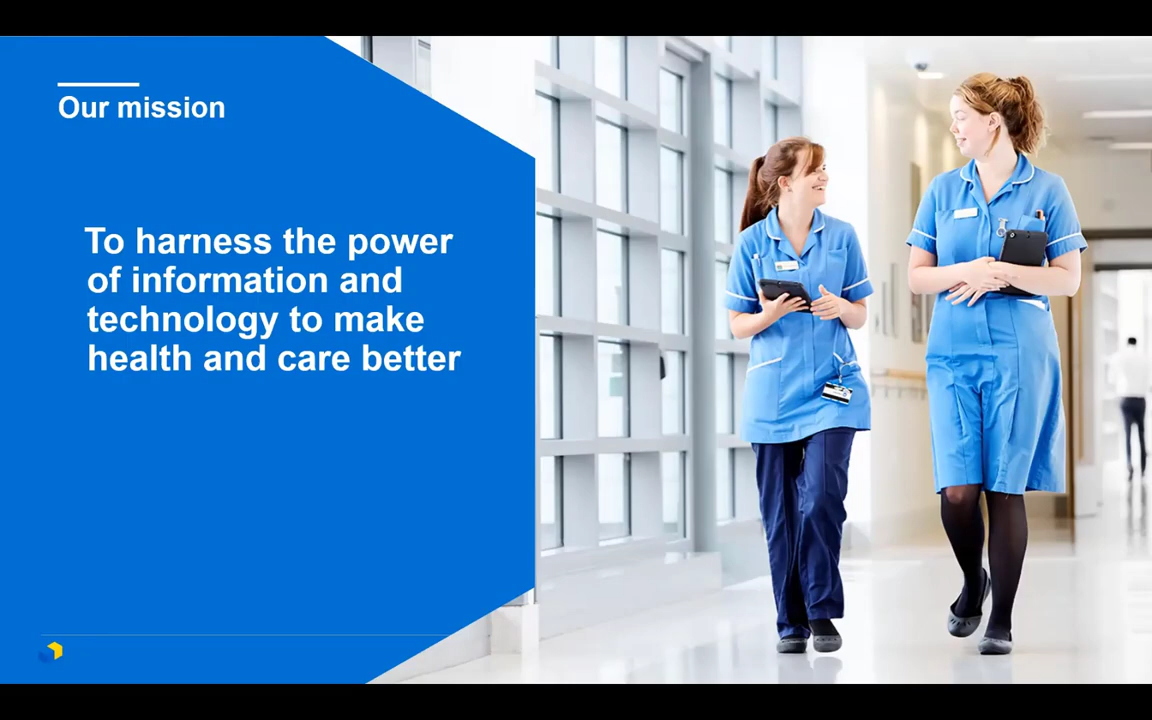 Our mission
To harness the power
of information and
technology to make
health and care better